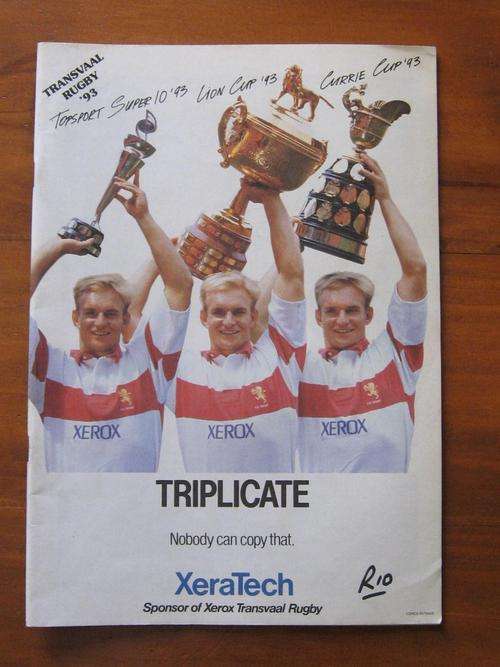 TRANSVAAL
RUGBY
'93
TOPSPORT SUPER 10 '93 LION CUP '93 CURRIE CUP '93
XEROX XEROX XEROX
TRIPLICATE
Nobody can copy that.
XeraTech
R10
Sponsor of Xerox Transvaal Rugby